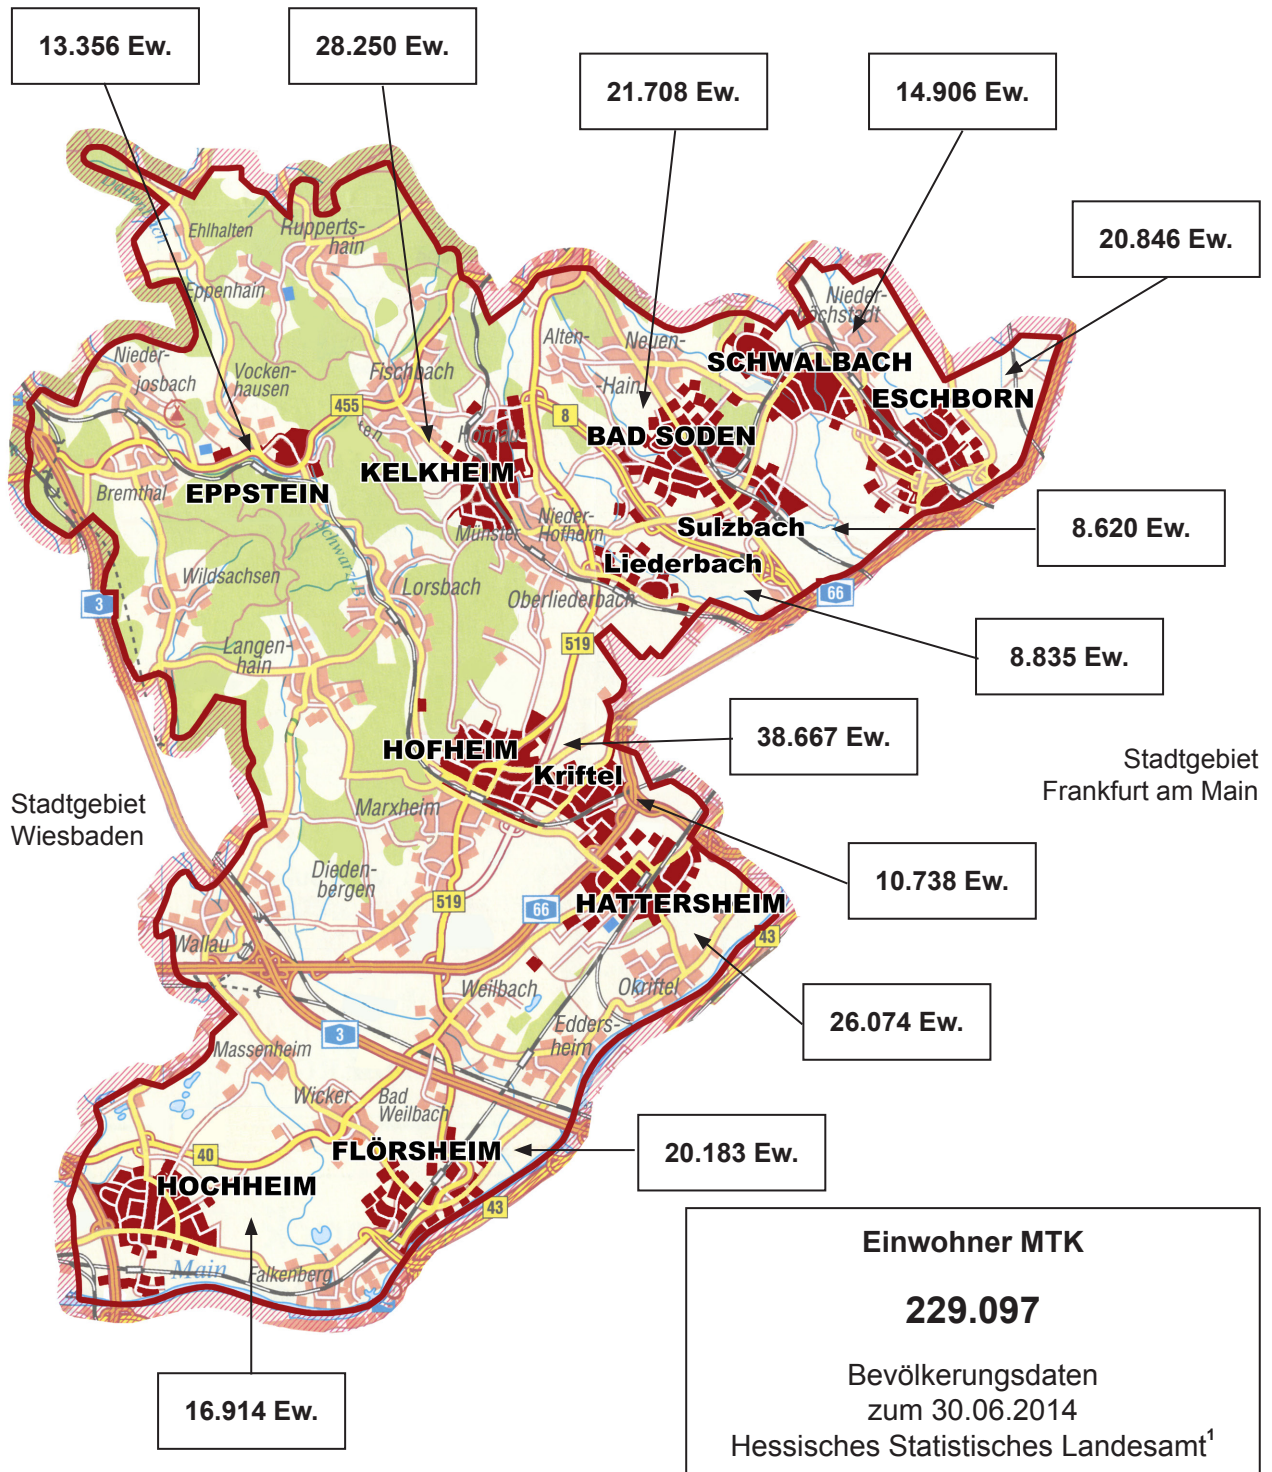 13.356 Ew.
28.250 Ew.
21.708 Ew.
14.906 Ew.
20.846 Ew.
Ehlhalten
Rupperts-
hain
Eppenhain
Nieder-
höchstadt
Alten-
Neuen-
-Hain
SCHWALBACH
ESCHBORN
Nieder-
josbach
Vocken-
hausen
Fischbach
455
8
Hornau
BAD SODEN
KELKHEIM
EPPSTEIN
Bremthal
Münster
Nieder-
Hofheim
Sulzbach
8.620 Ew.
Liederbach
Schwarz-B.
Wildsachsen
Lorsbach
Oberliederbach
3
66
519
Langen-
hain
8.835 Ew.
38.667 Ew.
HOFHEIM
Kriftel
Stadtgebiet
Frankfurt am Main
Stadtgebiet
Wiesbaden
Marxheim
Dieden-
bergen
10.738 Ew.
519
66
HATTERSHEIM
43
Wallau
Weilbach
Okriftel
26.074 Ew.
3
Edders-
heim
Massenheim
Wicker
Bad
Weilbach
FLÖRSHEIM
20.183 Ew.
40
HOCHHEIM
43
Main
Falkenberg
16.914 Ew.
Einwohner MTK
229.097
Bevölkerungsdaten
zum 30.06.2014
Hessisches Statistisches Landesamt¹